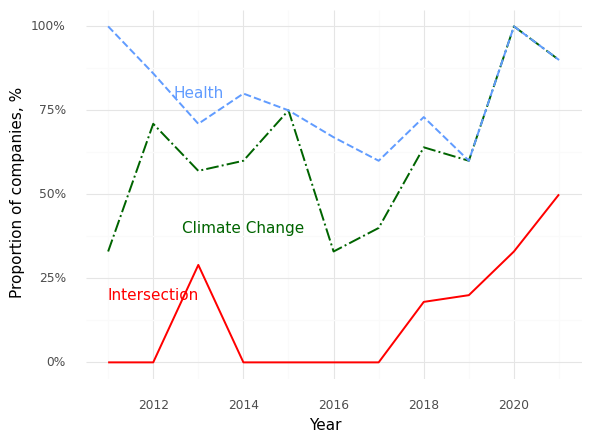 100%
75%
50%
25%
0%
Proportion of companies, %
Health
Climate Change
Intersection
2012 2014 2016 2018 2020
Year